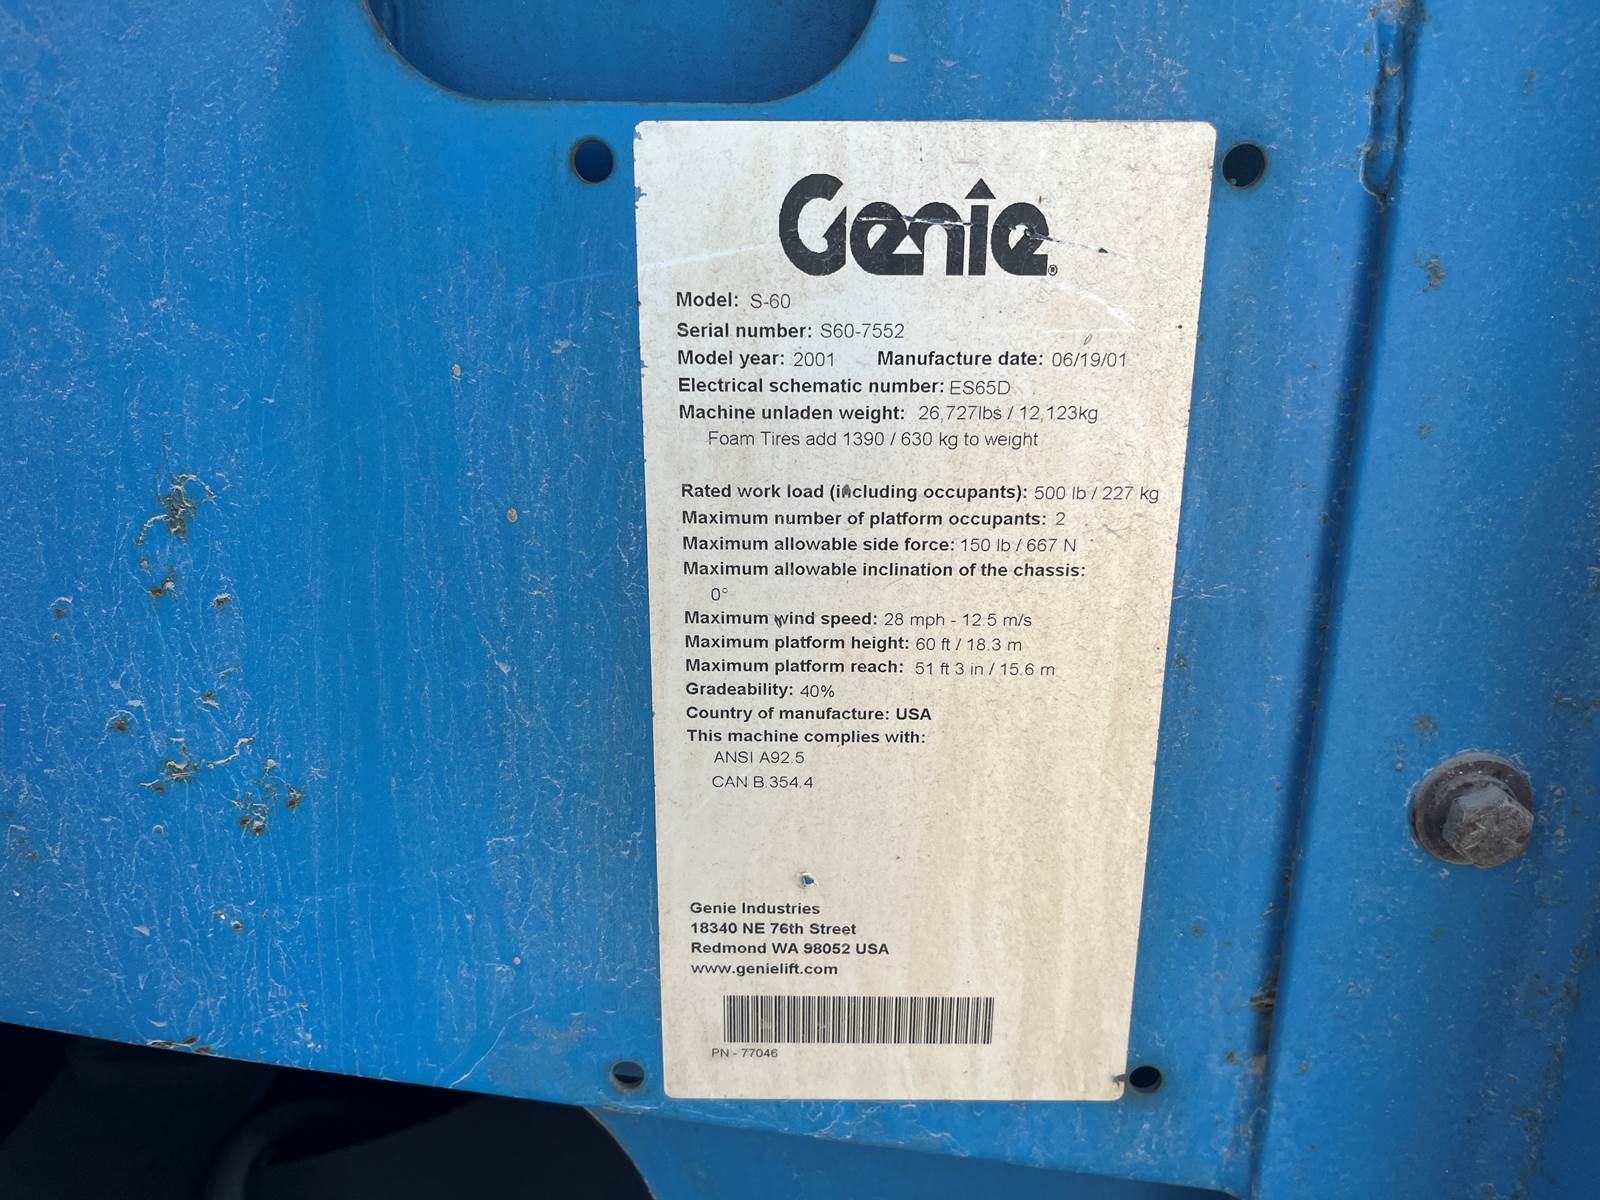 Genie®
Model: S-60
Serial number: S60-7552
Model year: 2001 Manufacture date: 06/19/01
Electrical schematic number: ES65D
Machine unladen weight: 26,727lbs / 12,123kg
Foam Tires add 1390 / 630 kg to weight
Rated work load (including occupants): 500 lb / 227 kg
Maximum number of platform occupants: 2
Maximum allowable side force: 150 lb / 667 N
Maximum allowable inclination of the chassis:
0°
Maximum wind speed: 28 mph - 12.5 m/s
Maximum platform height: 60 ft / 18.3 m
Maximum platform reach: 51 ft 3 in / 15.6 m
Gradeability: 40%
Country of manufacture: USA
This machine complies with:
ANSI A92.5
CAN B.354.4
Genie Industries
18340 NE 76th Street
Redmond WA 98052 USA
www.genielift.com
PN - 77046